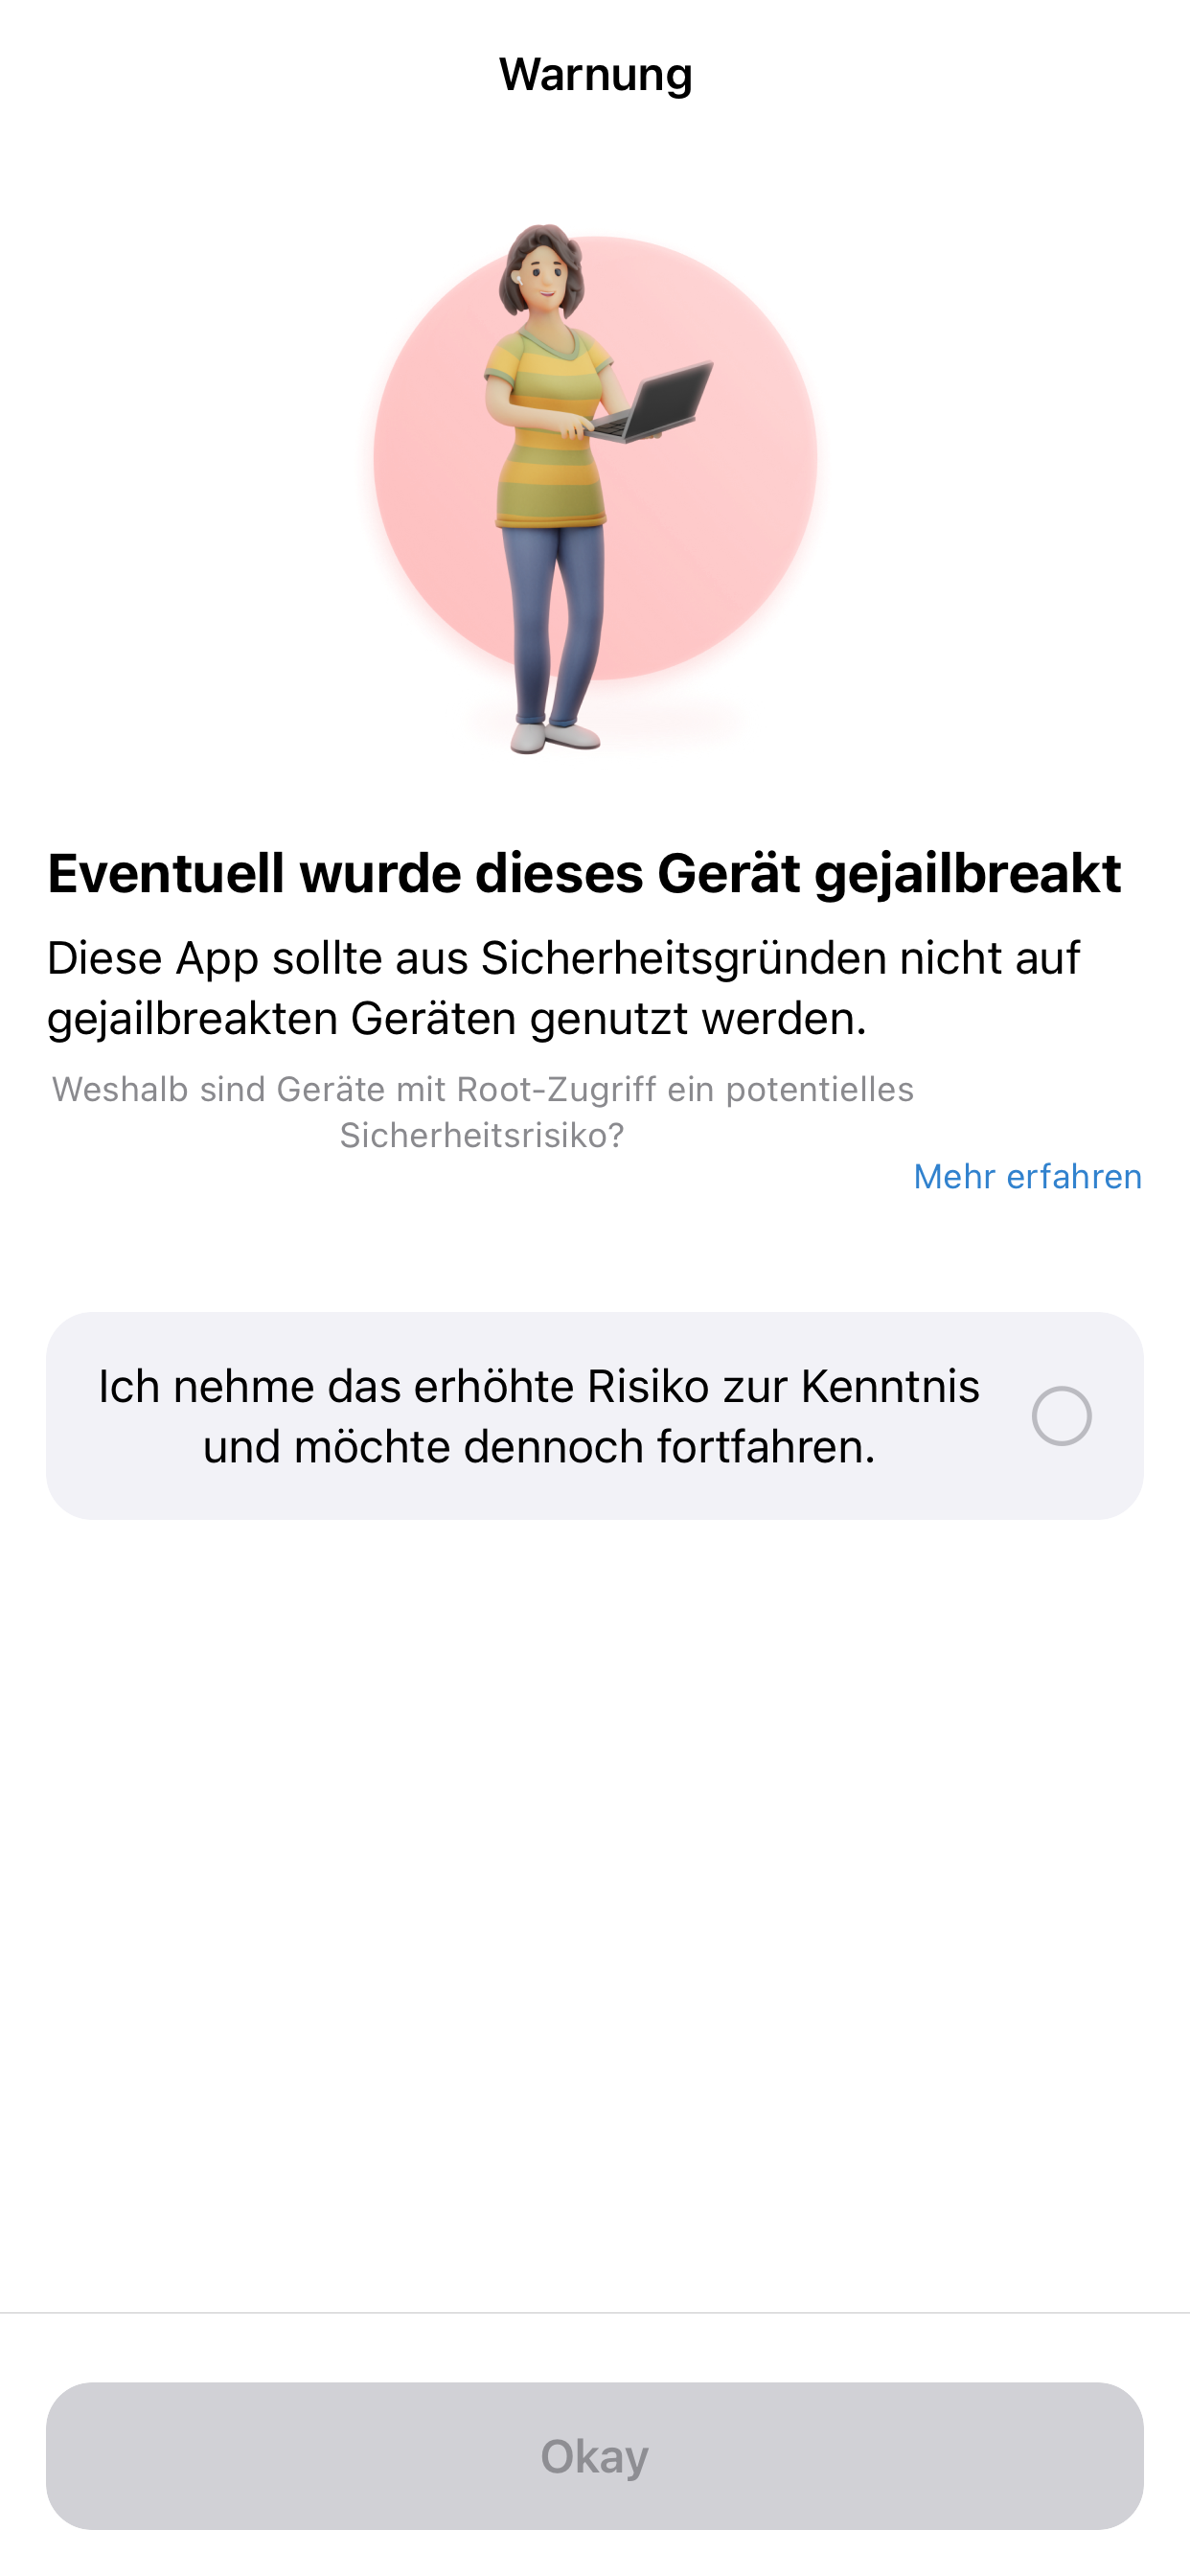 Warnung
Eventuell wurde dieses Gerät gejailbreakt
Diese App sollte aus Sicherheitsgründen nicht auf
gejailbreakten Geräten genutzt werden.
Weshalb sind Geräte mit Root-Zugriff ein potentielles
Sicherheitsrisiko?
Mehr erfahren
Ich nehme das erhöhte Risiko zur Kenntnis
und möchte dennoch fortfahren.
Okay